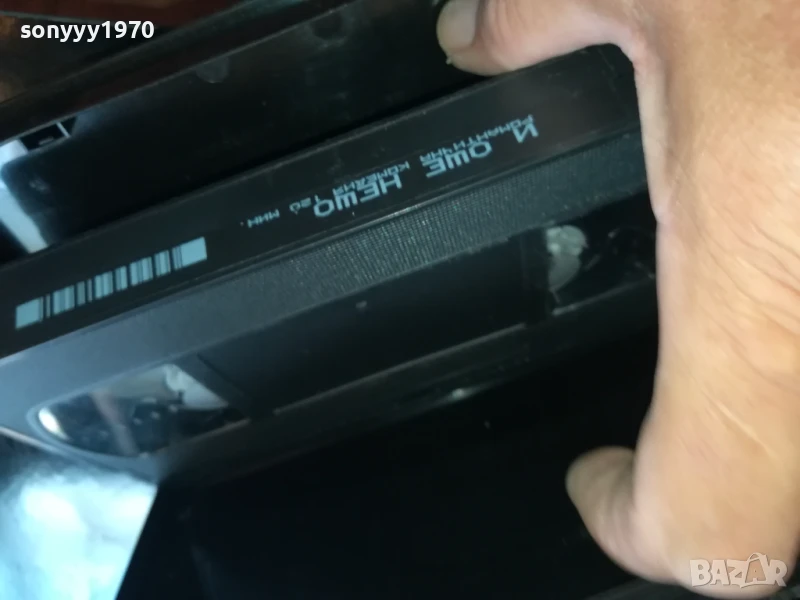 sonyyy1970
И ОЩЕ НЕЩО
РОМАНТИЧНА КОМЕДИЯ 120 МИН.
BAZAR